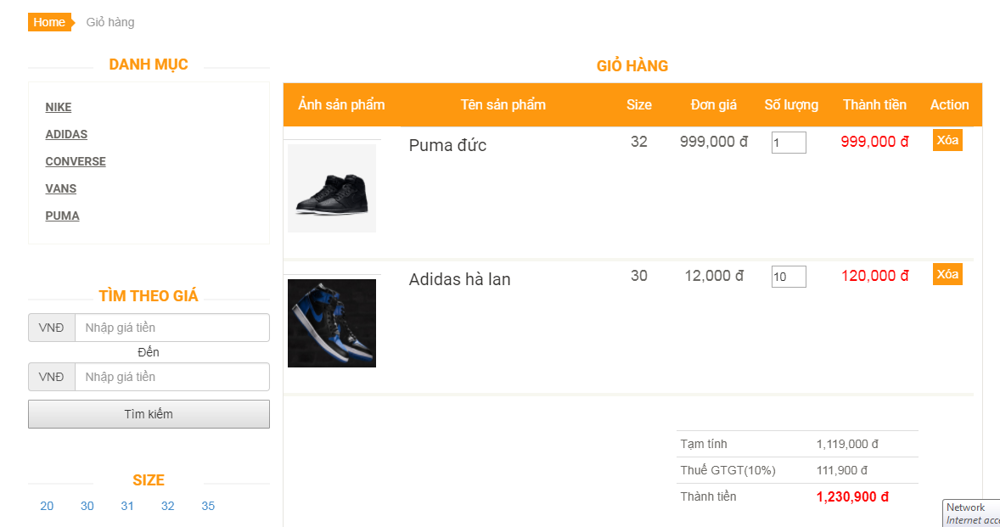 Home Giỏ hàng
DANH MỤC
NIKE
ADIDAS
CONVERSE
VANS
PUMA
TÌM THEO GIÁ
VNĐ Nhập giá tiền
Đến
VNĐ Nhập giá tiền
Tìm kiếm
SIZE
20 30 31 32 35
GIỎ HÀNG
Ảnh sản phẩm Tên sản phẩm Size Đơn giá Số lượng Thành tiền Action
Puma đức 32 999,000 đ 1 999,000 đ Xóa
Adidas hà lan 30 12,000 đ 10 120,000 đ Xóa
Tạm tính 1,119,000 đ
Thuế GTGT(10%) 111,900 đ
Thành tiền 1,230,900 đ
Network
Internet acc